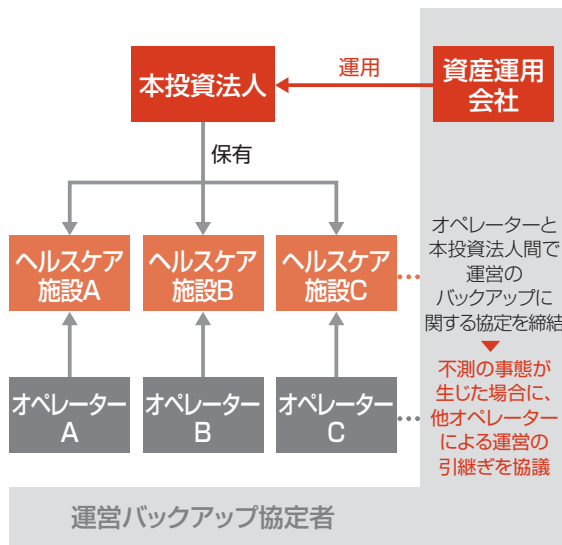 本投資法人
運用
資産運用
会社
保有
ヘルスケア
施設A
ヘルスケア
施設B
ヘルスケア
施設C
オペレーターと
本投資法人間で
運営の
バックアップに
関する協定を締結
不測の事態が
生じた場合に、
他オペレーター
による運営の
引継ぎを協議
オペレーター
A
オペレーター
B
オペレーター
C
運営バックアップ協定者